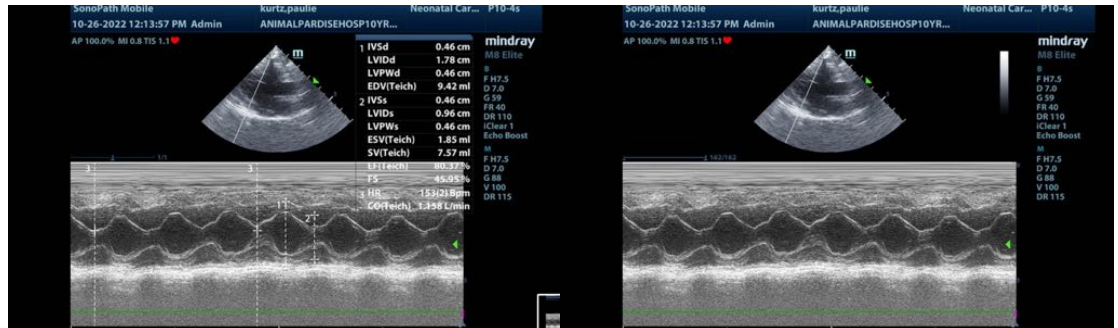 SonoPath Mobile kurtz,paulie Neonatal Car... P10-4s
10-26-2022 12:13:57 PM Admin ANIMALPARDISEHOSP10YR...
AP 100.0% MI 0.8 TIS 1.1
mindray
M8 Elite
m
1 IVSd 0.46 cm
LVIDd 1.78 cm
LVPWd 0.46 cm
EDV(Teich) 9.42 ml
2 IVSs 0.46 cm
LVIDs 0.96 cm
LVPWs 0.46 cm
ESV(Teich) 1.85 ml
SV(Teich) 7.57 ml
EF(Teich) 80.37 %
FS 45.95 %
3 HR 153(2) Bpm
CO(Teich) 1.158 L/min
B
F H7.5
D 7.0
G 59
FR 40
DR 110
iClear 1
Echo Boost
M
F H7.5
D 7.0
G 88
V 100
DR 115
1/1
3
3
1
2
SonoPath Mobile kurtz,paulie Neonatal Car... P10-4s
10-26-2022 12:13:57 PM Admin ANIMALPARDISEHOSP10YR...
AP 100.0% MI 0.8 TIS 1.1
mindray
M8 Elite
m
B
F H7.5
D 7.0
G 59
FR 40
DR 110
iClear 1
Echo Boost
M
F H7.5
D 7.0
G 88
V 100
DR 115
162/162